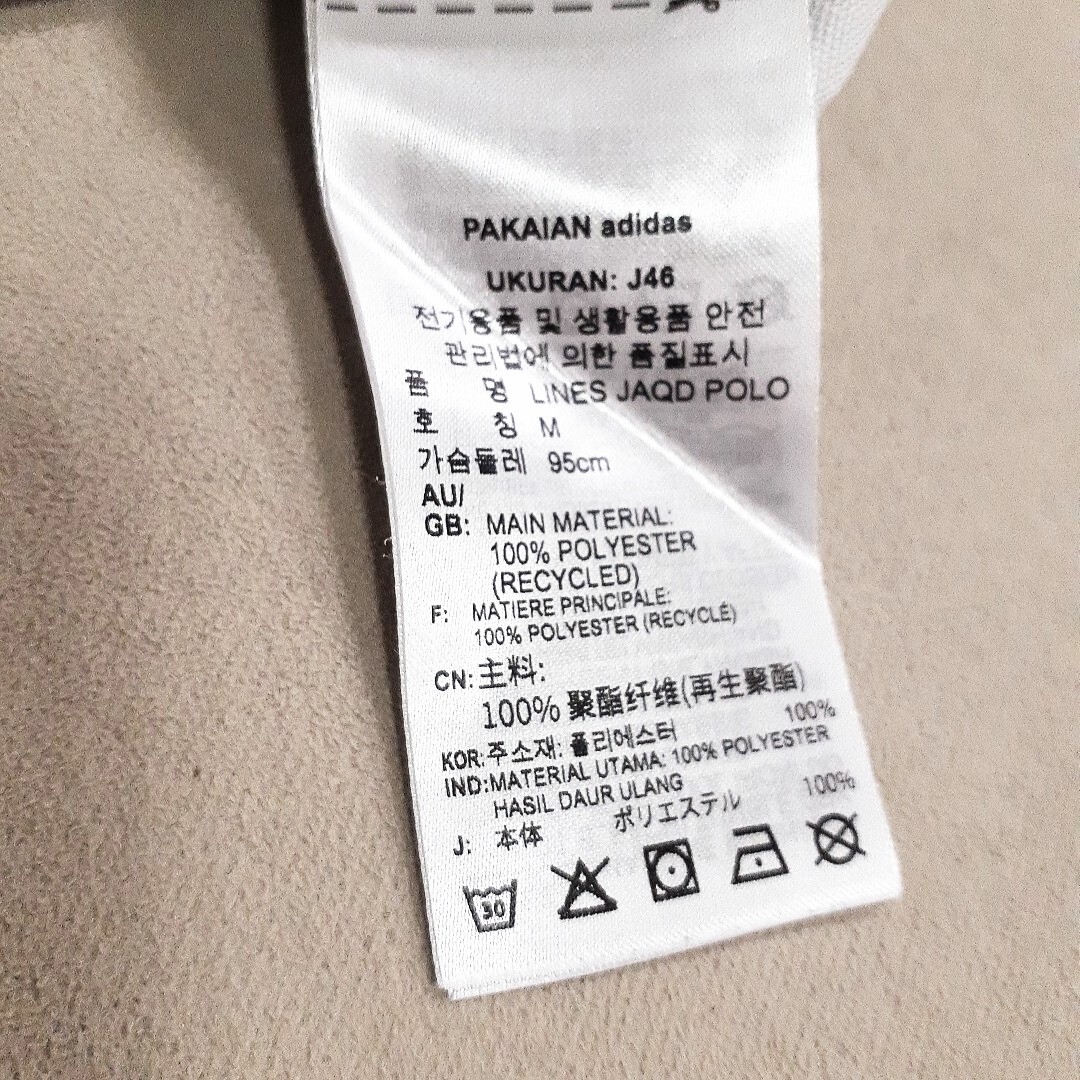 PAKAIAN adidas
UKURAN: J46
전기용품 및 생활용품 안전
관리법에 의한 품질표시
품 명 LINES JAQD POLO
호 칭 M
가슴둘레 95cm
AU/
GB: MAIN MATERIAL:
100% POLYESTER
(RECYCLED)
F: MATIERE PRINCIPALE:
100% POLYESTER (RECYCLÉ)
CN: 主料:
100% 聚酯纤维(再生聚酯)
KOR: 주소재: 폴리에스터 100%
IND: MATERIAL UTAMA: 100% POLYESTER
HASIL DAUR ULANG
J: 本体 ポリエステル 100%
30